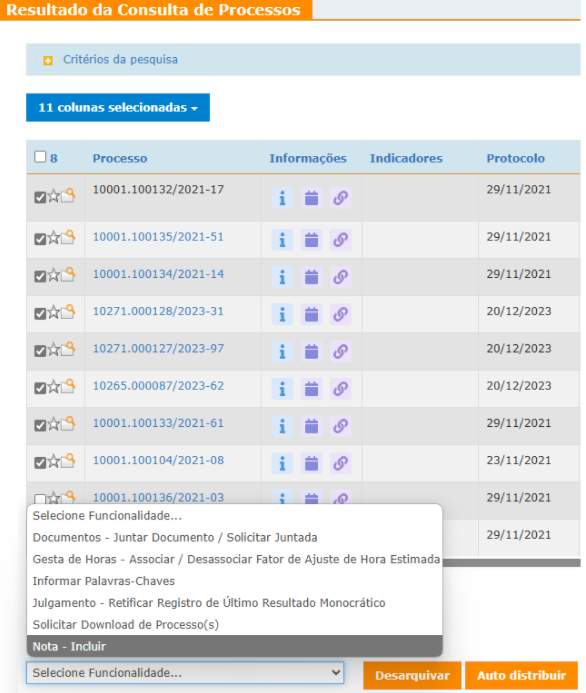 Resultado da Consulta de Processos
Critérios da pesquisa
11 colunas selecionadas
8 Processo Informações Indicadores Protocolo
10001.100132/2021-17 29/11/2021
10001.100135/2021-51 29/11/2021
10001.100134/2021-14 29/11/2021
10271.000128/2023-31 20/12/2023
10271.000127/2023-97 20/12/2023
10265.000087/2023-62 20/12/2023
10001.100133/2021-61 29/11/2021
10001.100104/2021-08 23/11/2021
10001.100136/2021-03 29/11/2021
29/11/2021
Selecione Funcionalidade...
Documentos - Juntar Documento / Solicitar Juntada
Gesta de Horas - Associar / Desassociar Fator de Ajuste de Hora Estimada
Informar Palavras-Chaves
Julgamento - Retificar Registro de Último Resultado Monocrático
Solicitar Download de Processo(s)
Nota - Incluir
Selecione Funcionalidade... Desarquivar Auto distribuir